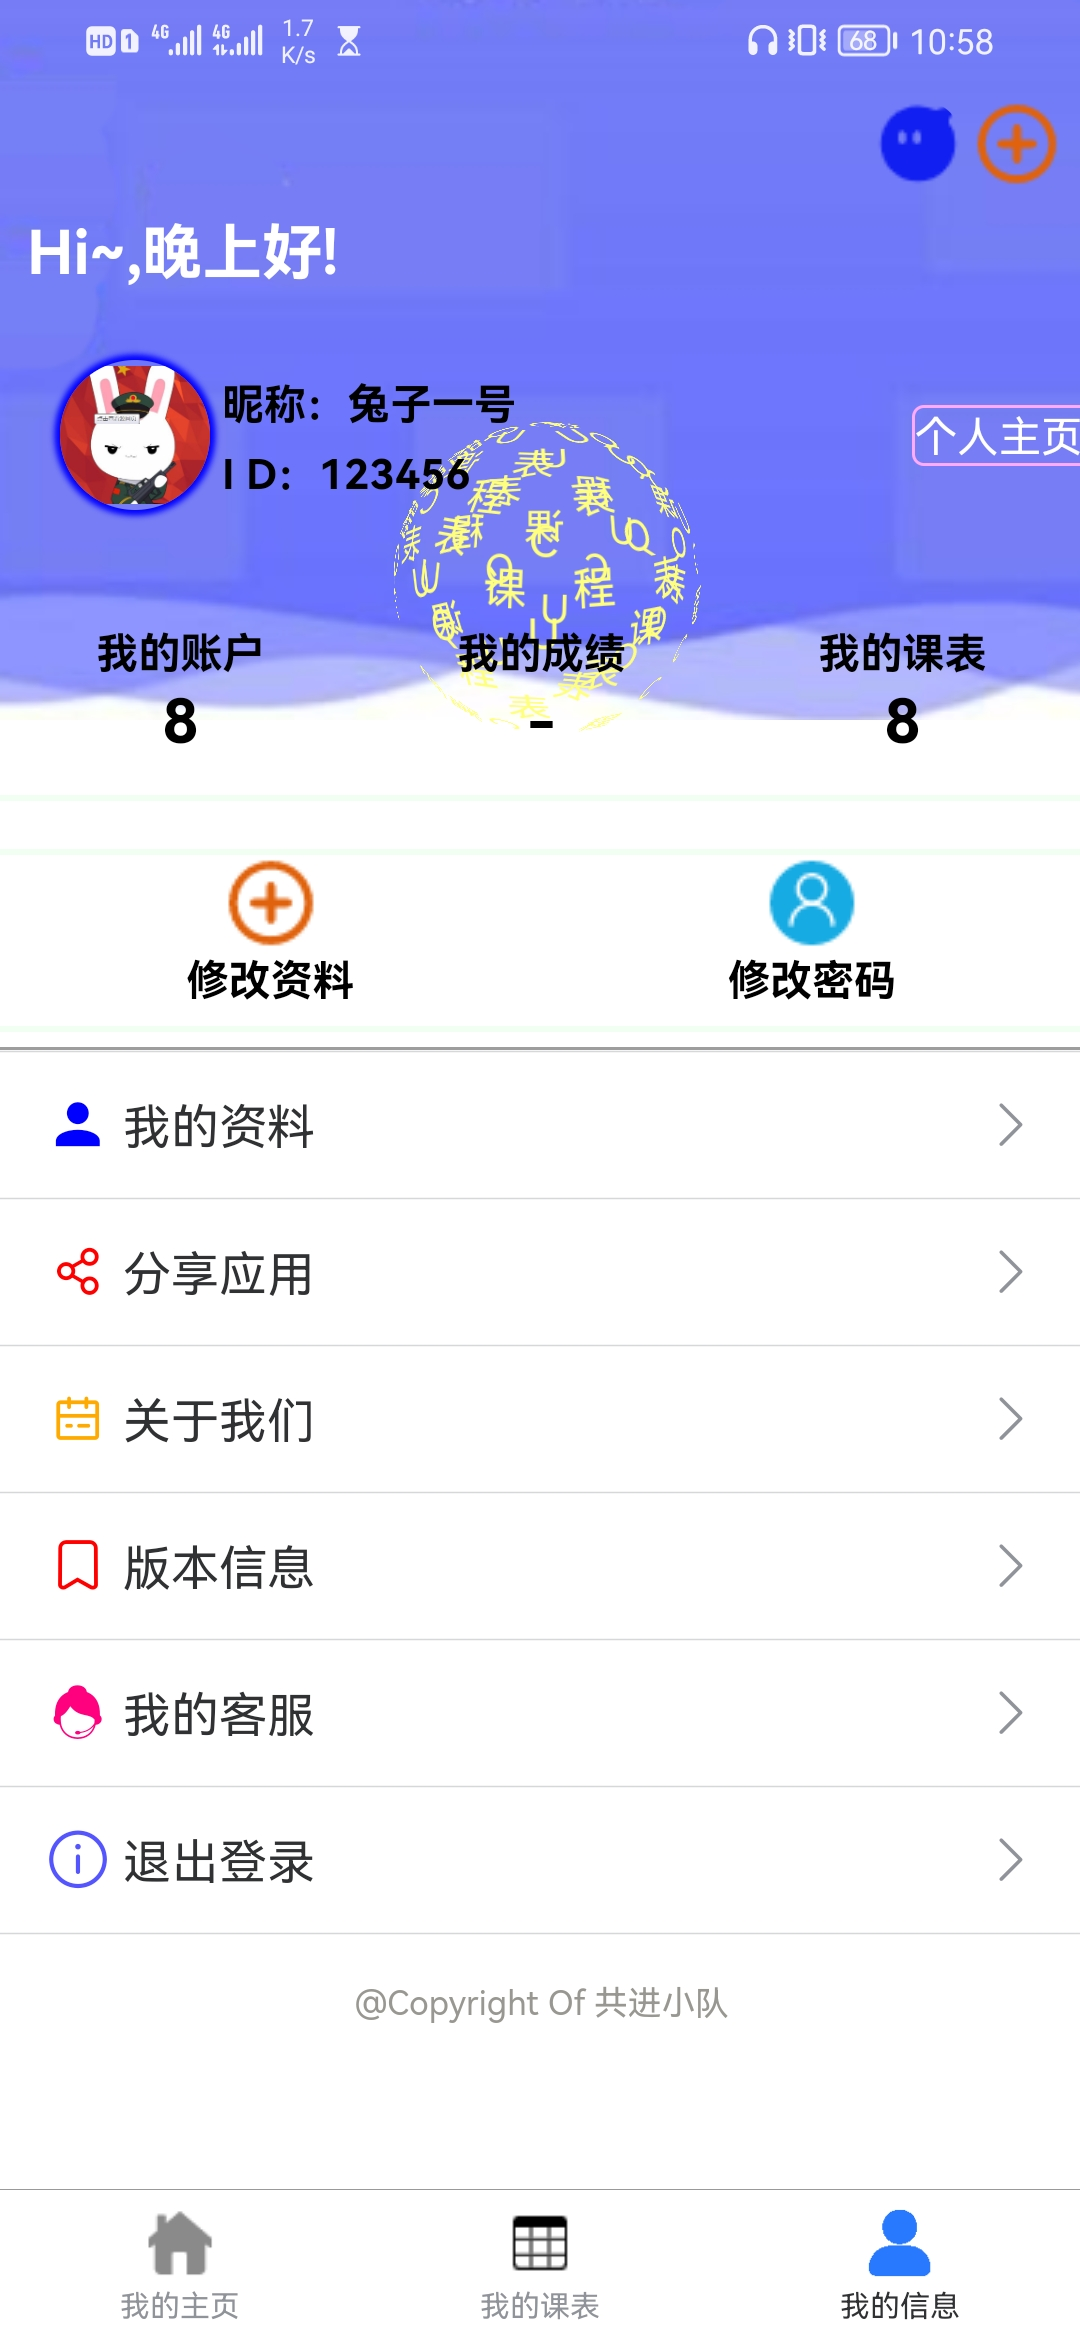 HD 1 4G 4G 1.7 K/s 68 10:58
Hi~,晚上好!
昵称：兔子一号
I D：123456
个人主页
我的账户 我的成绩 我的课表
8 - 8
修改资料 修改密码
我的资料
分享应用
关于我们
版本信息
我的客服
退出登录
@Copyright Of 共进小队
我的主页 我的课表 我的信息